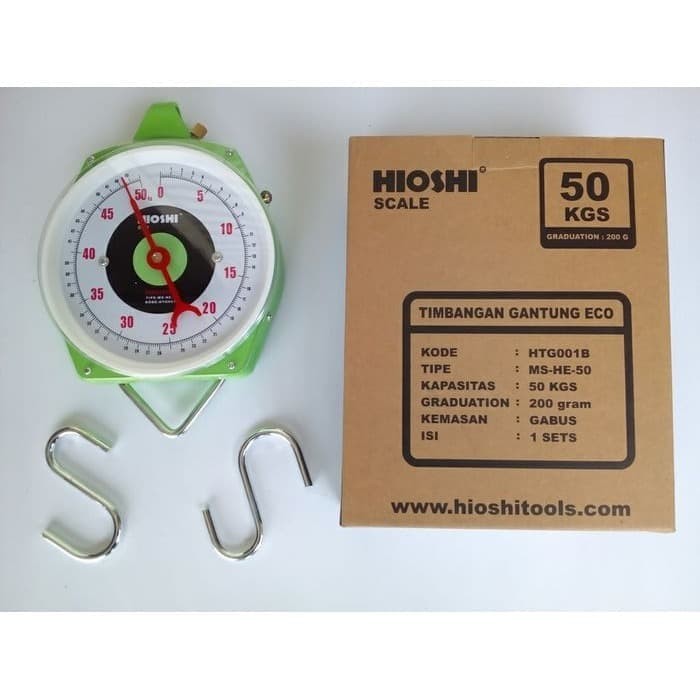 50 0
kg
5
10
15
20
25
30
35
40
45
HIOSHI
HIOSHI®
SCALE
50
KGS
GRADUATION : 200 G
TIMBANGAN GANTUNG ECO
KODE : HTG001B
TIPE : MS-HE-50
KAPASITAS : 50 KGS
GRADUATION : 200 gram
KEMASAN : GABUS
ISI : 1 SETS
www.hioshitools.com